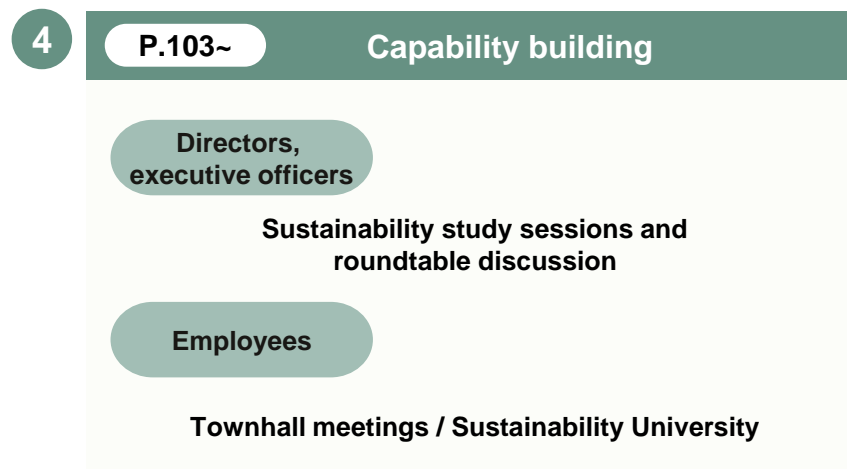 4
P.103~
Capability building
Directors,
executive officers
Sustainability study sessions and
roundtable discussion
Employees
Townhall meetings / Sustainability University